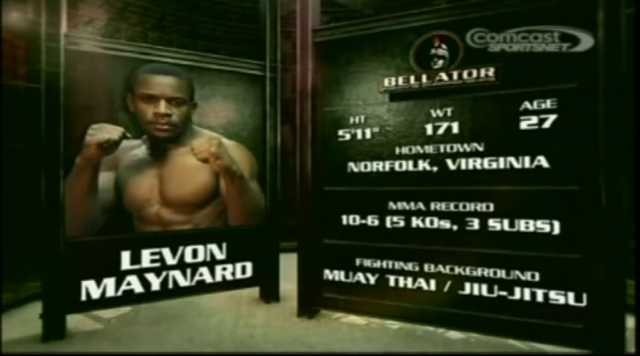 LEVON
MAYNARD
Comcast
SPORTSNET
BELLATOR
HT WT AGE
5'11" 171 27
HOMETOWN
NORFOLK, VIRGINIA
MMA RECORD
10-6 (5 KOs, 3 SUBS)
FIGHTING BACKGROUND
MUAY THAI / JIU-JITSU